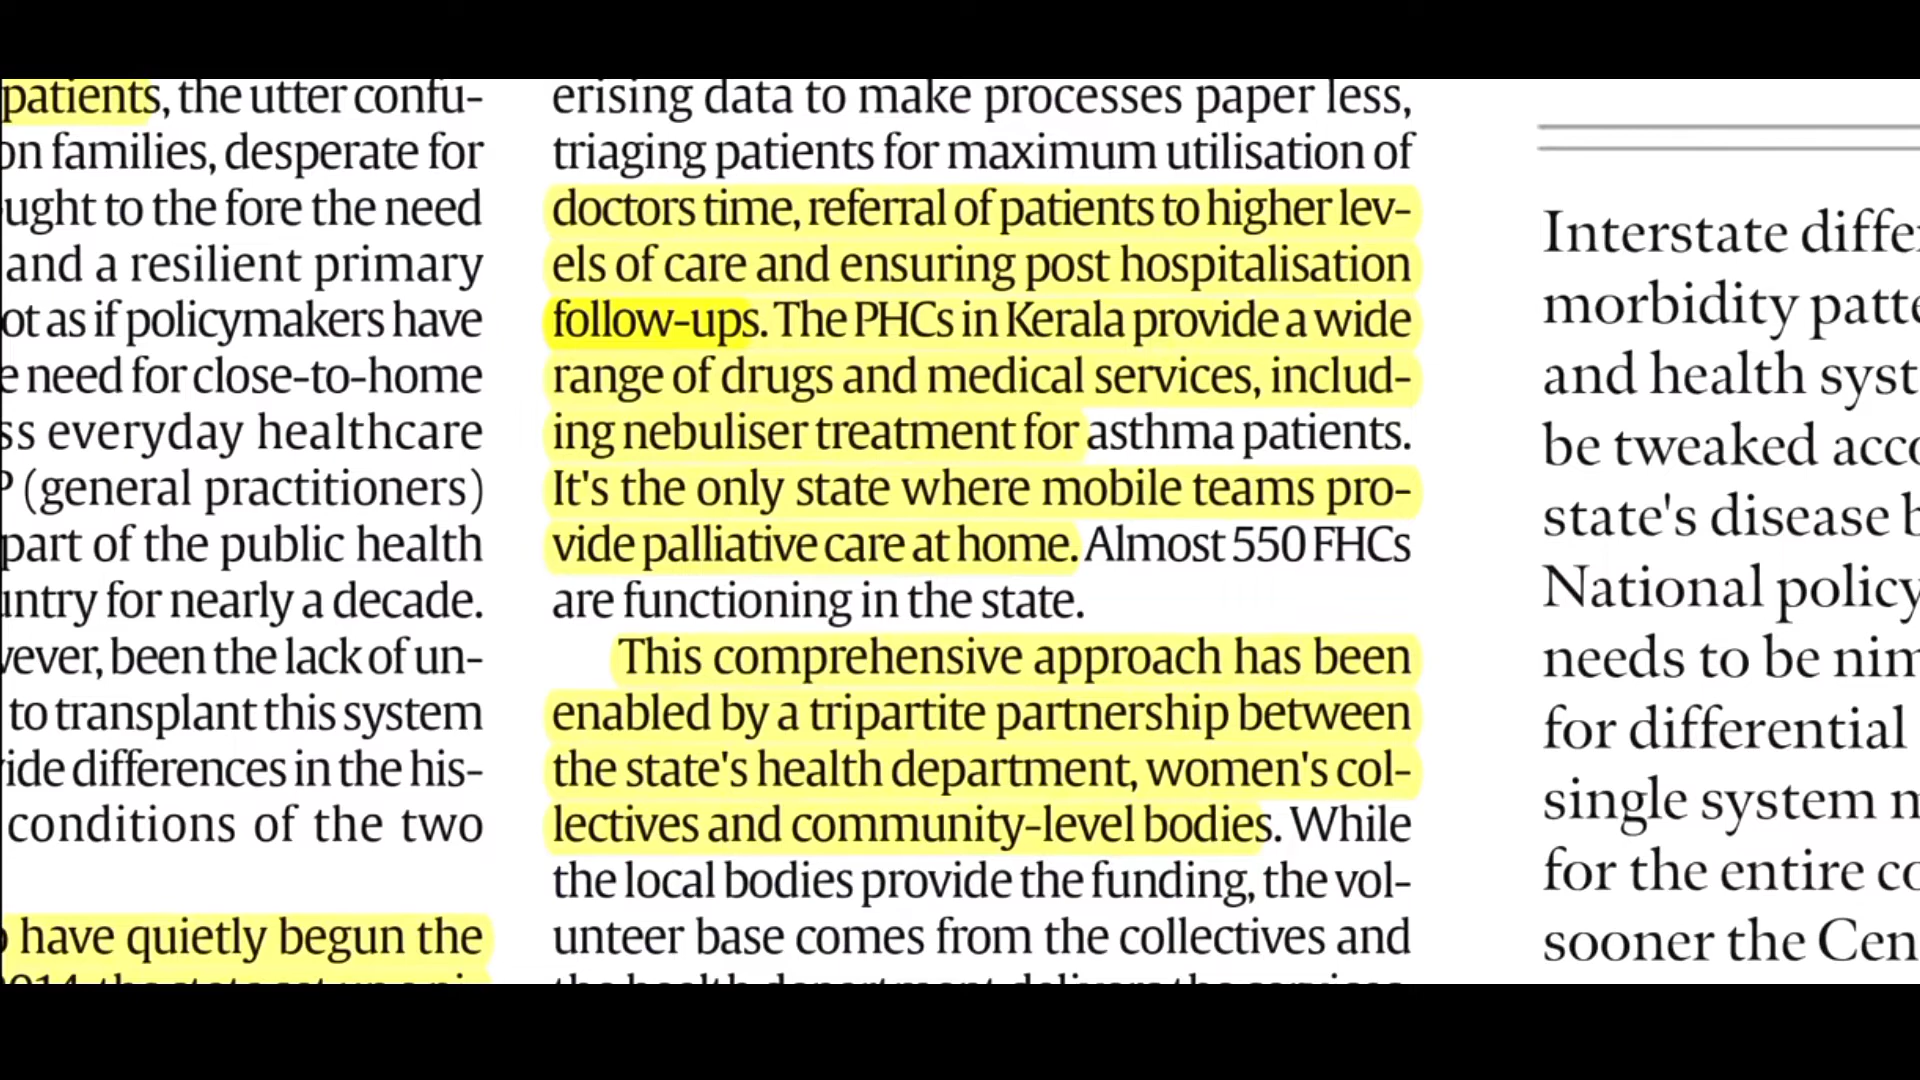 patients, the utter confu-
on families, desperate for
ught to the fore the need
and a resilient primary
ot as if policymakers have
e need for close-to-home
ss everyday healthcare
P (general practitioners)
part of the public health
untry for nearly a decade.
vever, been the lack of un-
to transplant this system
ide differences in the his-
conditions of the two
have quietly begun the
erising data to make processes paper less,
triaging patients for maximum utilisation of
doctors time, referral of patients to higher lev-
els of care and ensuring post hospitalisation
follow-ups. The PHCs in Kerala provide a wide
range of drugs and medical services, includ-
ing nebuliser treatment for asthma patients.
It's the only state where mobile teams pro-
vide palliative care at home. Almost 550 FHCs
are functioning in the state.
This comprehensive approach has been
enabled by a tripartite partnership between
the state's health department, women's col-
lectives and community-level bodies. While
the local bodies provide the funding, the vol-
unteer base comes from the collectives and
the health department delivers the services.
Interstate diffe
morbidity patte
and health syst
be tweaked acco
state's disease b
National policy
needs to be nim
for differential
single system m
for the entire co
sooner the Cen